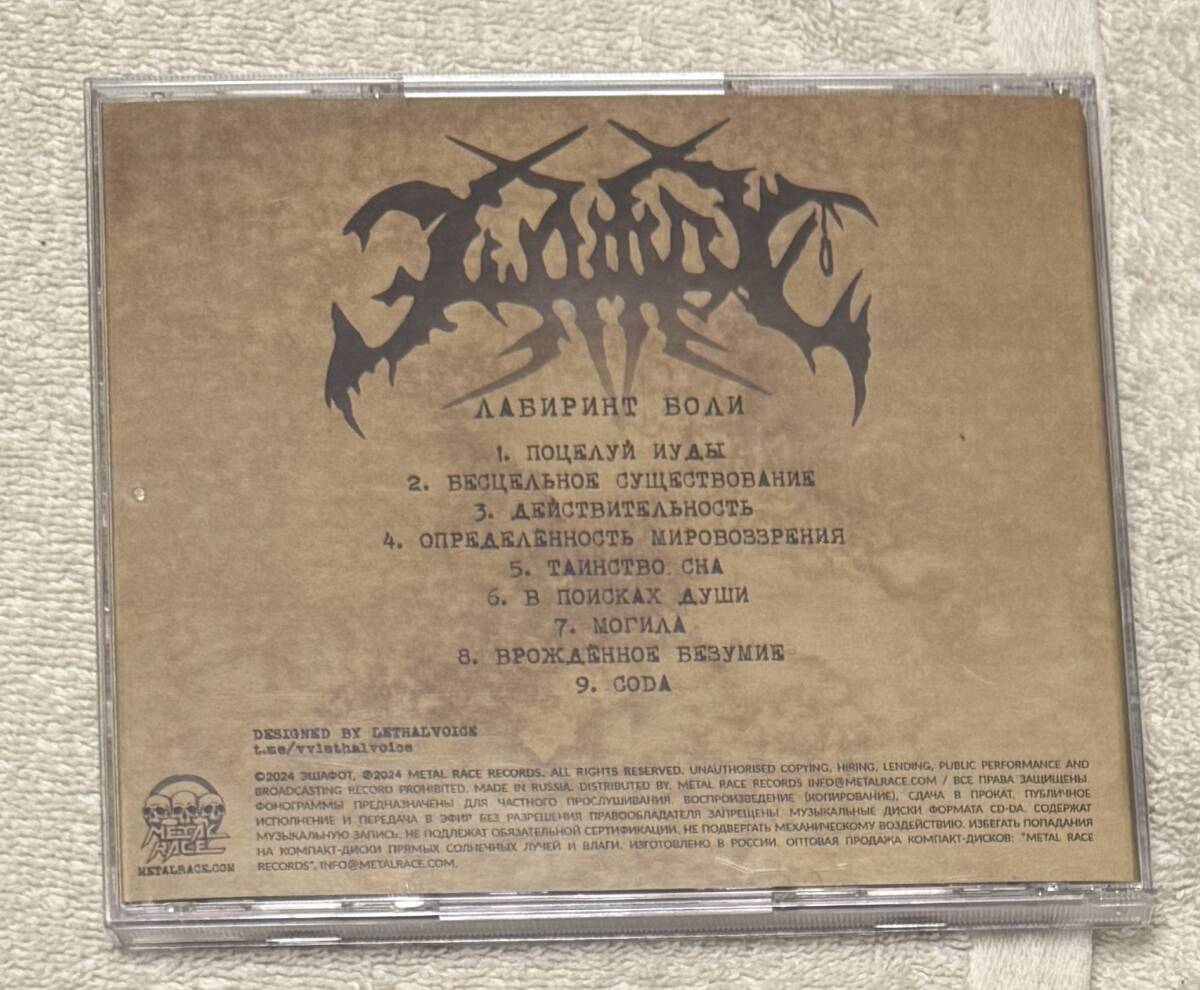 ЭШАФОТ
ЛАБИРИНТ БОЛИ
1. ПОЦЕЛУЙ ИУДЫ
2. БЕСЦЕЛЬНОЕ СУЩЕСТВОВАНИЕ
3. ДЕЙСТВИТЕЛЬНОСТЬ
4. ОПРЕДЕЛЁННОСТЬ МИРОВОЗЗРЕНИЯ
5. ТАИНСТВО СНА
6. В ПОИСКАХ ДУШИ
7. МОГИЛА
8. ВРОЖДЁННОЕ БЕЗУМИЕ
9. CODA
DESIGNED BY LETHALVOICE
t.me/vvlethalvoice
©2024 ЭШАФОТ, ℗2024 METAL RACE RECORDS. ALL RIGHTS RESERVED. UNAUTHORISED COPYING, HIRING, LENDING, PUBLIC PERFORMANCE AND
BROADCASTING RECORD PROHIBITED. MADE IN RUSSIA. DISTRIBUTED BY: METAL RACE RECORDS INFO@METALRACE.COM / ВСЕ ПРАВА ЗАЩИЩЕНЫ.
ФОНОГРАММЫ ПРЕДНАЗНАЧЕНЫ ДЛЯ ЧАСТНОГО ПРОСЛУШИВАНИЯ. ВОСПРОИЗВЕДЕНИЕ (КОПИРОВАНИЕ), СДАЧА В ПРОКАТ, ПУБЛИЧНОЕ
ИСПОЛНЕНИЕ И ПЕРЕДАЧА В ЭФИР БЕЗ РАЗРЕШЕНИЯ ПРАВООБЛАДАТЕЛЯ ЗАПРЕЩЕНЫ. МУЗЫКАЛЬНЫЕ ДИСКИ ФОРМАТА CD-DA. СОДЕРЖАТ
МУЗЫКАЛЬНУЮ ЗАПИСЬ. НЕ ПОДЛЕЖАТ ОБЯЗАТЕЛЬНОЙ СЕРТИФИКАЦИИ. НЕ ПОДВЕРГАТЬ МЕХАНИЧЕСКОМУ ВОЗДЕЙСТВИЮ. ИЗБЕГАТЬ ПОПАДАНИЯ
НА КОМПАКТ-ДИСКИ ПРЯМЫХ СОЛНЕЧНЫХ ЛУЧЕЙ И ВЛАГИ. ИЗГОТОВЛЕНО В РОССИИ. ОПТОВАЯ ПРОДАЖА КОМПАКТ-ДИСКОВ: "METAL RACE
RECORDS", INFO@METALRACE.COM.
METAL
RACE
METALRACE.COM